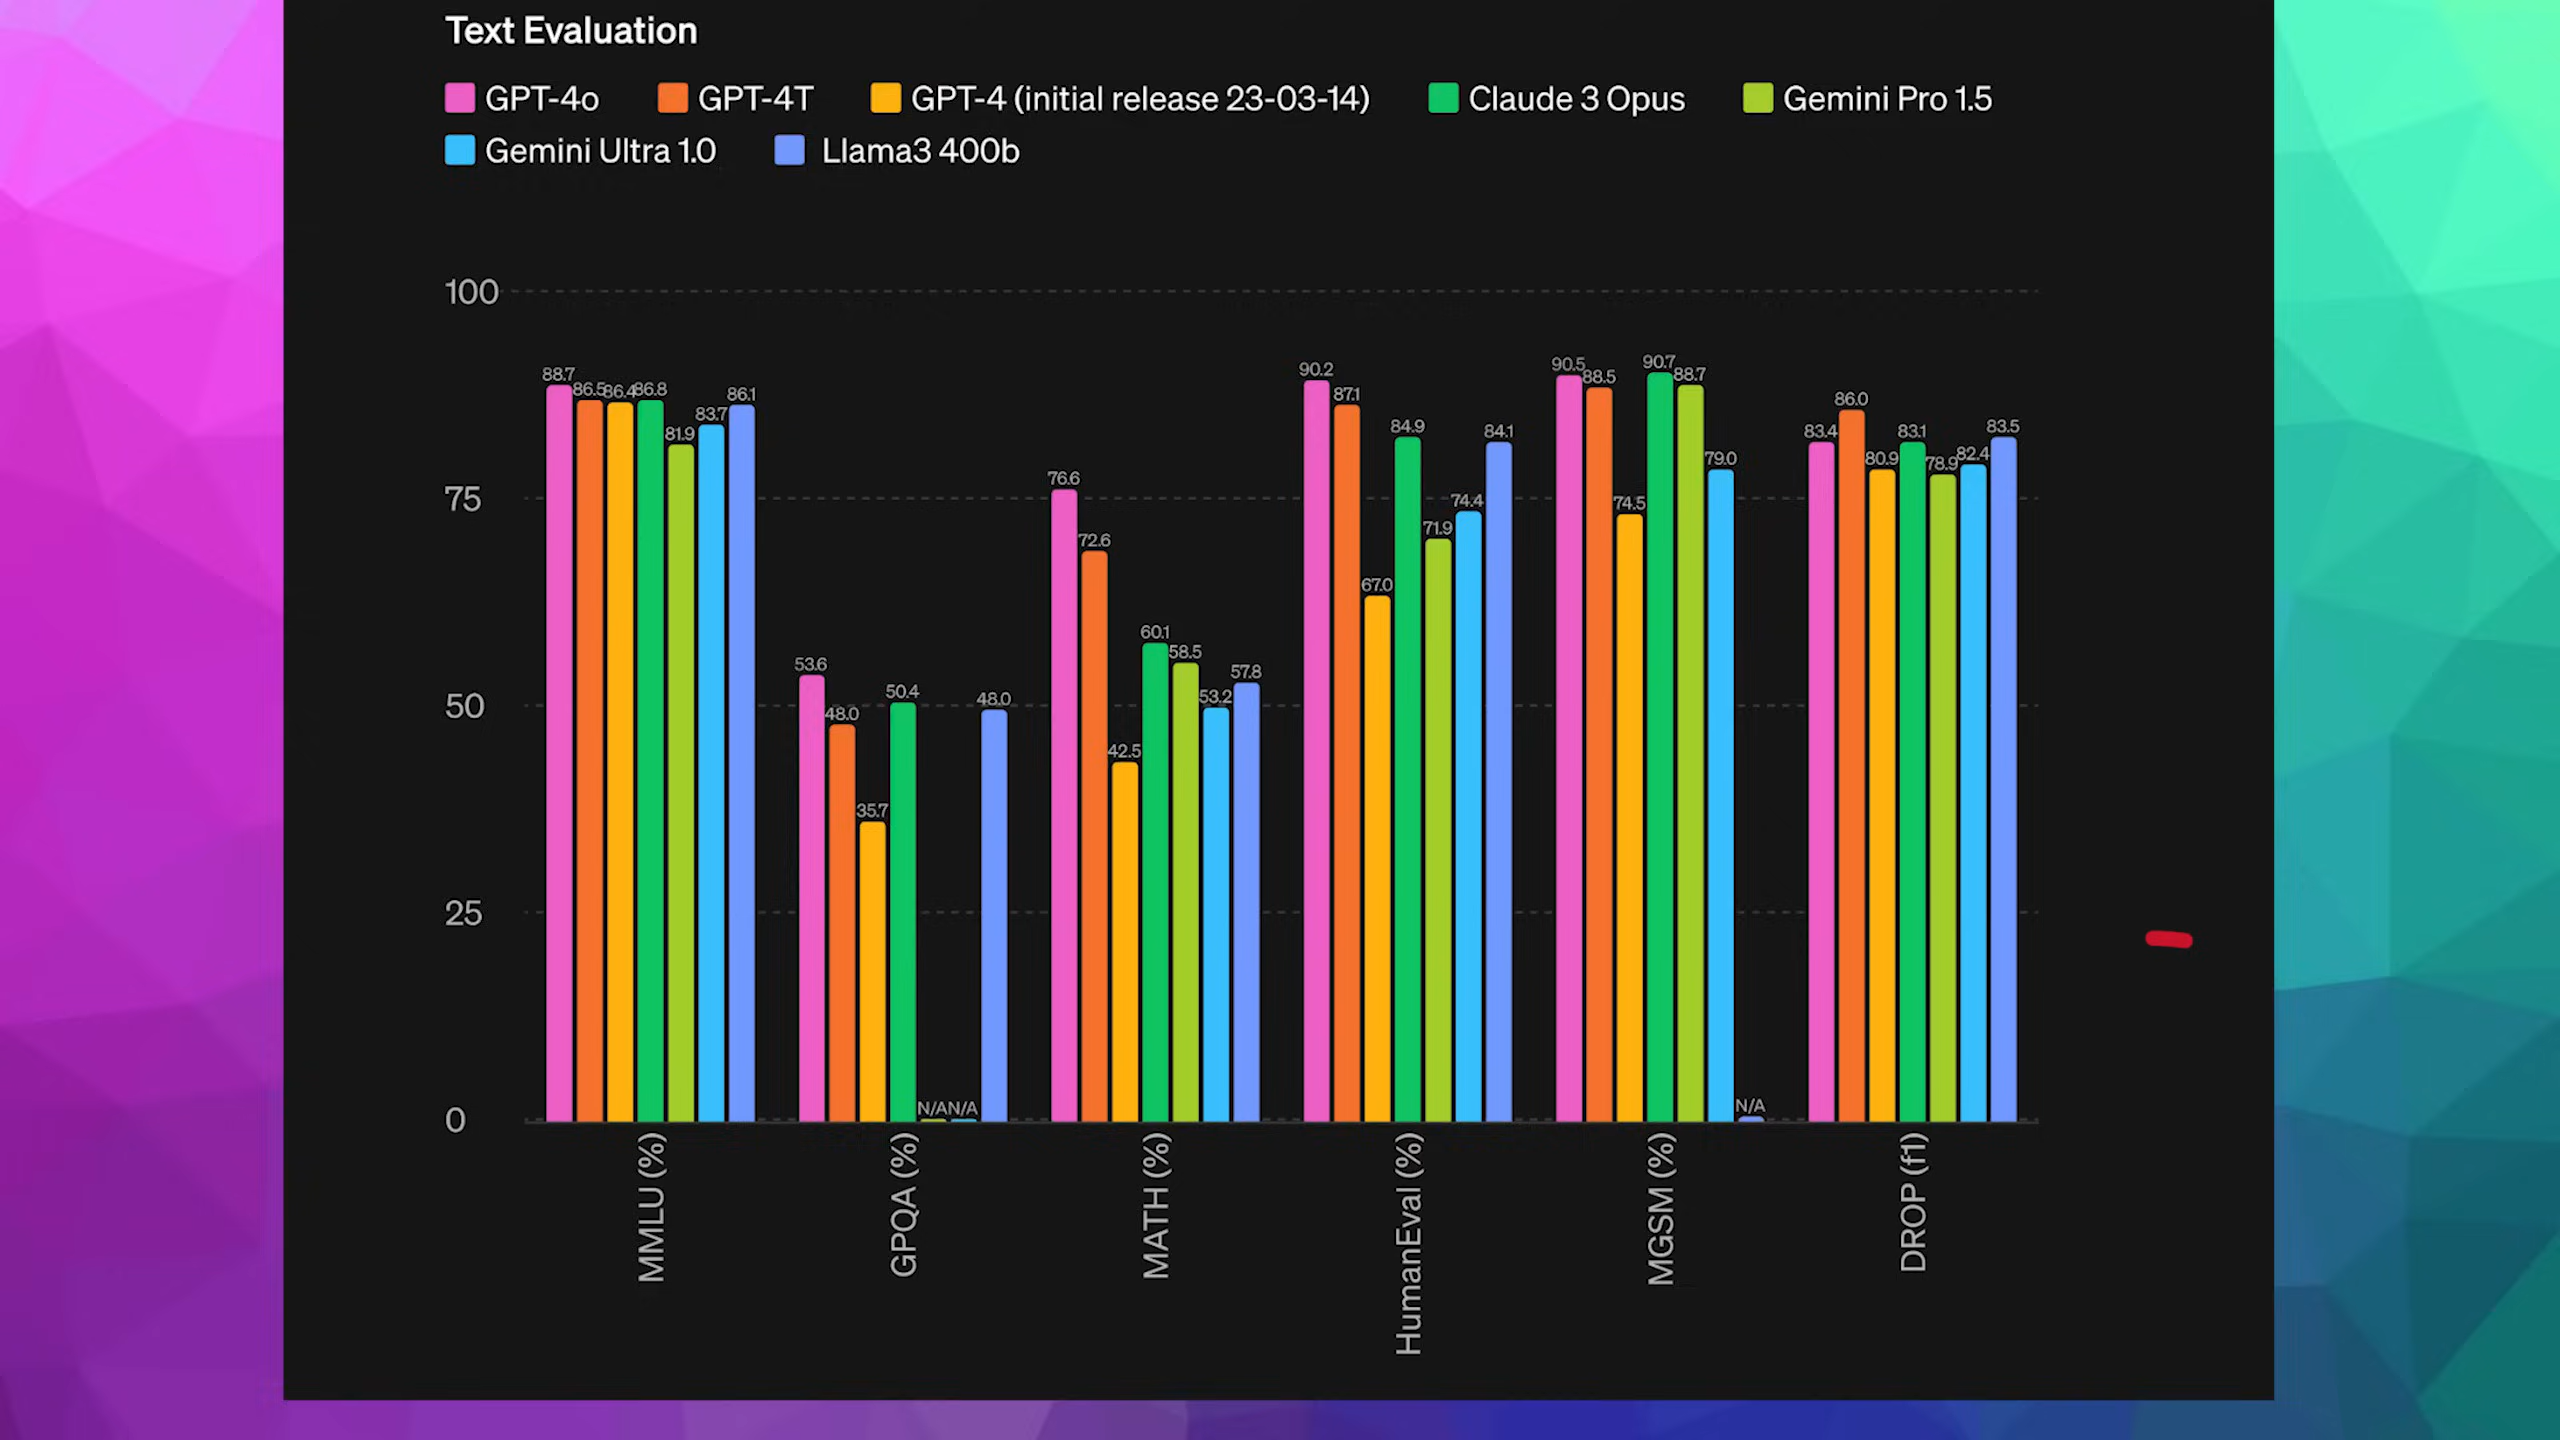 Text Evaluation
GPT-4o GPT-4T GPT-4 (initial release 23-03-14) Claude 3 Opus Gemini Pro 1.5
Gemini Ultra 1.0 Llama3 400b
100
75
50
25
0
88.7 86.5 86.4 86.8 81.9 83.7 86.1
53.6 48.0 35.7 50.4 N/A N/A 48.0
76.6 72.6 42.5 60.1 58.5 53.2 57.8
90.2 87.1 67.0 84.9 71.9 74.4 84.1
90.5 88.5 74.5 90.7 88.7 79.0 N/A
83.4 86.0 80.9 83.1 78.9 82.4 83.5
MMLU (%)
GPQA (%)
MATH (%)
HumanEval (%)
MGSM (%)
DROP (f1)